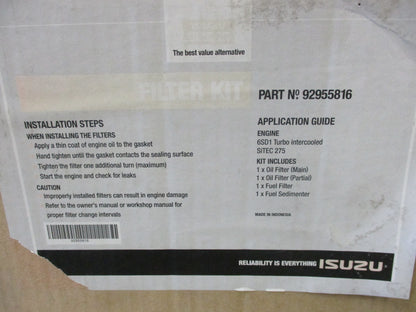 The best value alternative
FILTER KIT
PART Nº 92955816
INSTALLATION STEPS
WHEN INSTALLING THE FILTERS
Apply a thin coat of engine oil to the gasket
Hand tighten until the gasket contacts the sealing surface
Tighten the filter one additional turn (maximum)
Start the engine and check for leaks
CAUTION
Improperly installed filters can result in engine damage
Refer to the owner's manual or workshop manual for
proper filter change intervals
92955816
APPLICATION GUIDE
ENGINE
6SD1 Turbo intercooled
SiTEC 275
KIT INCLUDES
1 x Oil Filter (Main)
1 x Oil Filter (Partial)
1 x Fuel Filter
1 x Fuel Sedimenter
MADE IN INDONESIA
RELIABILITY IS EVERYTHING ISUZU